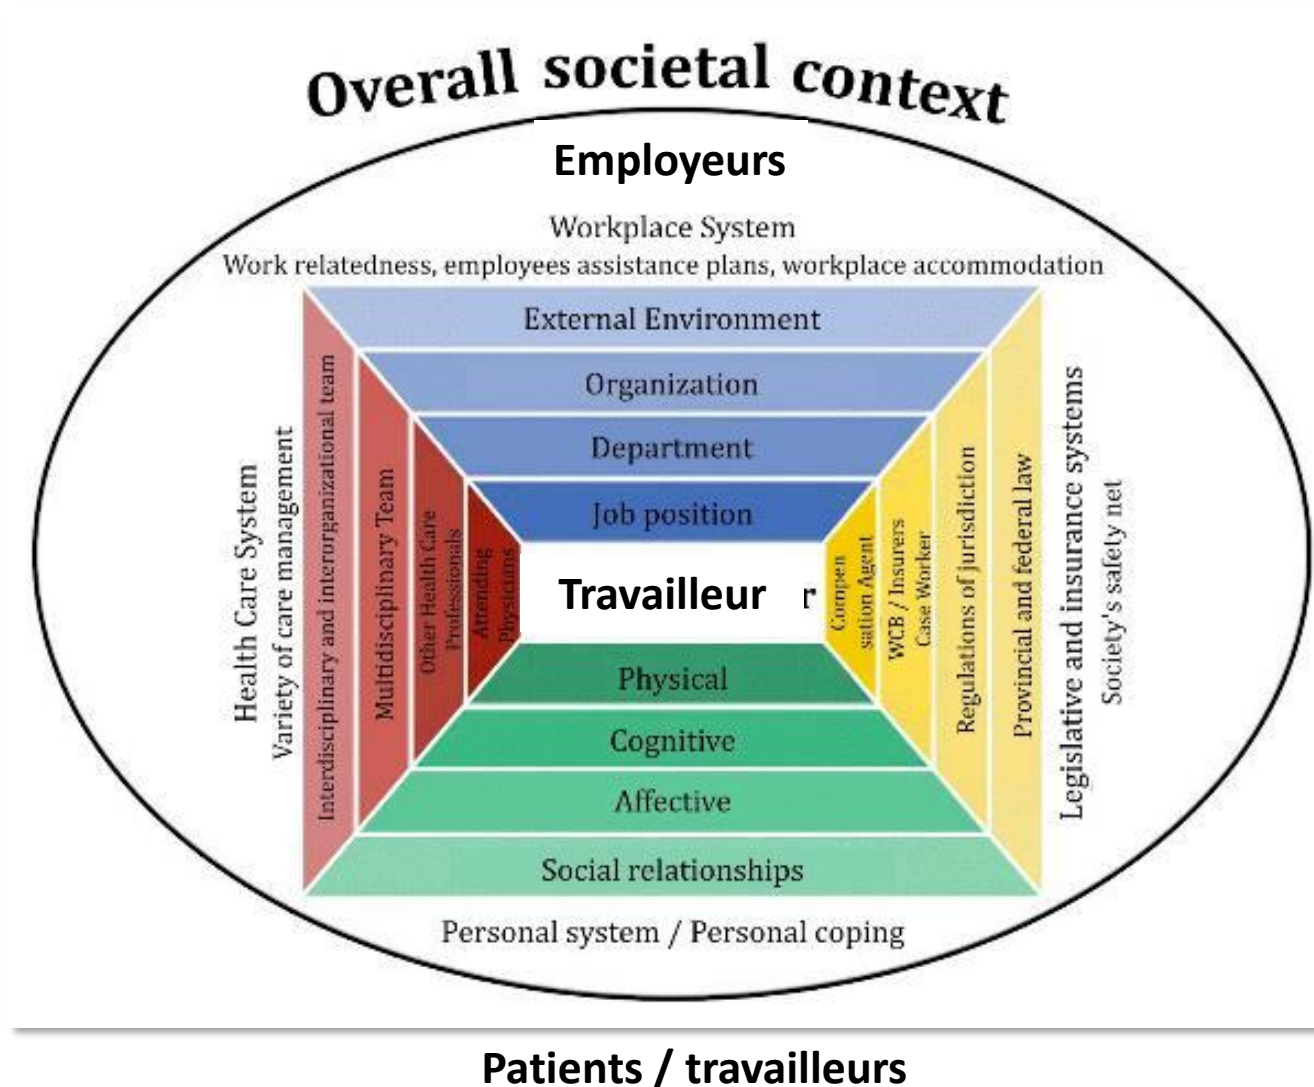 Overall societal context
Employeurs
Workplace System
Work relatedness, employees assistance plans, workplace accommodation
External Environment
Organization
Department
Job position
Health Care System
Variety of care management
Interdisciplinary and interorganizational team
Multidisciplinary Team
Other Health Care
Professionals
Attending
Physicians
Travailleur r
Compen
sation Agent
WCB / Insurers
Case Worker
Regulations of jurisdiction
Provincial and federal law
Legislative and insurance systems
Society's safety net
Physical
Cognitive
Affective
Social relationships
Personal system / Personal coping
Patients / travailleurs